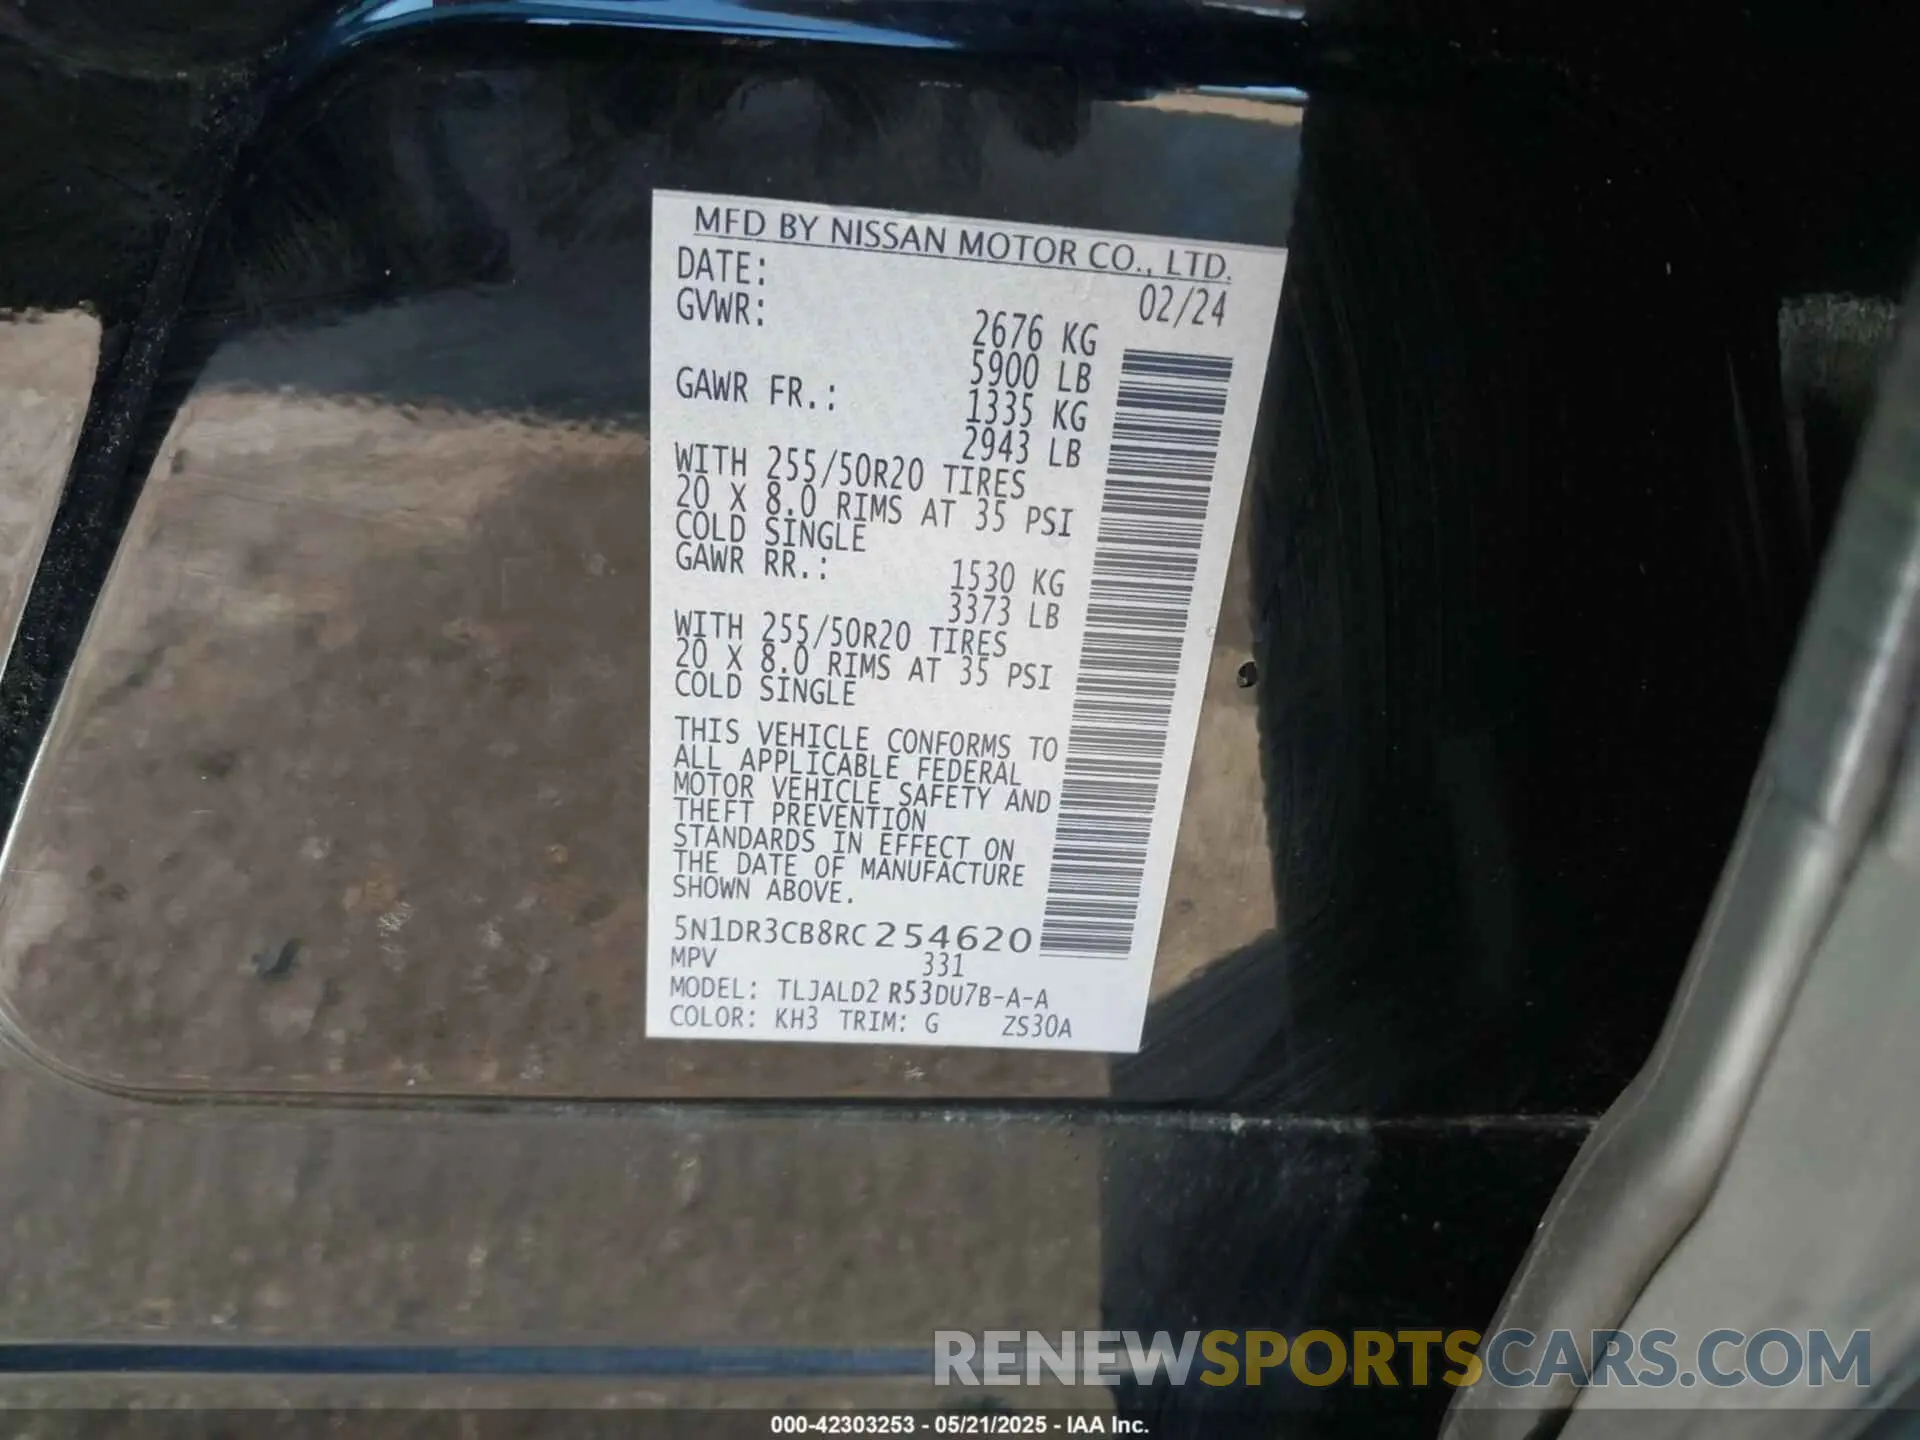 MFD BY NISSAN MOTOR CO., LTD.
DATE: 02/24
GVWR: 2676 KG
5900 LB
GAWR FR.: 1335 KG
2943 LB
WITH 255/50R20 TIRES
20 X 8.0 RIMS AT 35 PSI
COLD SINGLE
GAWR RR.: 1530 KG
3373 LB
WITH 255/50R20 TIRES
20 X 8.0 RIMS AT 35 PSI
COLD SINGLE
THIS VEHICLE CONFORMS TO
ALL APPLICABLE FEDERAL
MOTOR VEHICLE SAFETY AND
THEFT PREVENTION
STANDARDS IN EFFECT ON
THE DATE OF MANUFACTURE
SHOWN ABOVE.
5N1DR3CB8RC254620
MPV 331
MODEL: TLJALD2 R53DU7B-A-A
COLOR: KH3 TRIM: G ZS30A
RENEWSPORTSCARS.COM
000-42303253 - 05/21/2025 - IAA Inc.